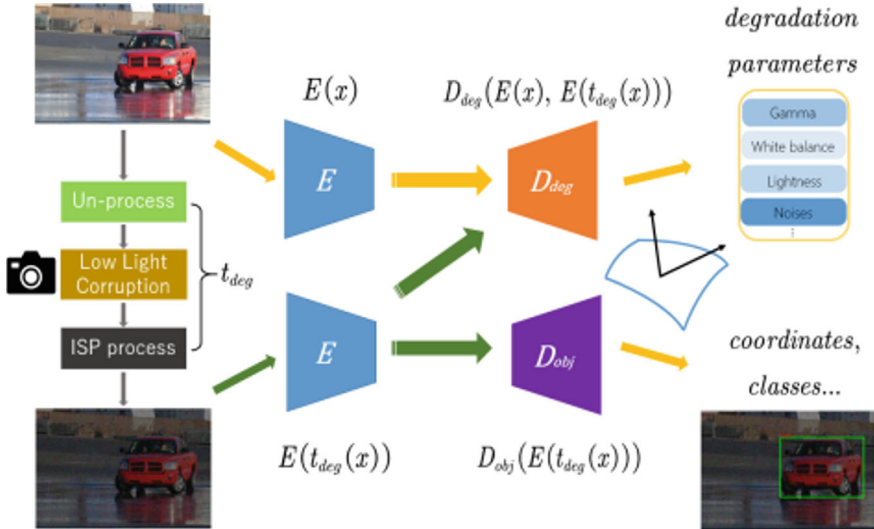 degradation
parameters
E(x)
D_deg(E(x), E(t_deg(x)))
Gamma
White balance
Lightness
Noises
⋮
E
D_deg
Un-process
Low Light
Corruption
ISP process
t_deg
E
D_obj
coordinates,
classes...
E(t_deg(x))
D_obj(E(t_deg(x)))